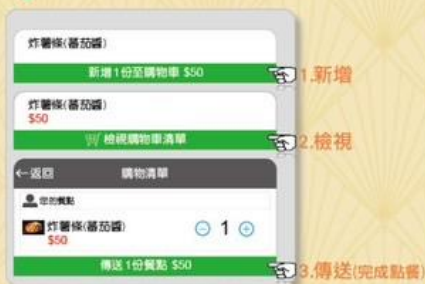 炸薯條(蕃茄醬)
新增1份至購物車 $50
1.新增
炸薯條(蕃茄醬)
$50
檢視購物車清單
2.檢視
←返回 購物清單
您的餐點
炸薯條(蕃茄醬) 1
$50
傳送1份餐點 $50
3.傳送(完成點餐)